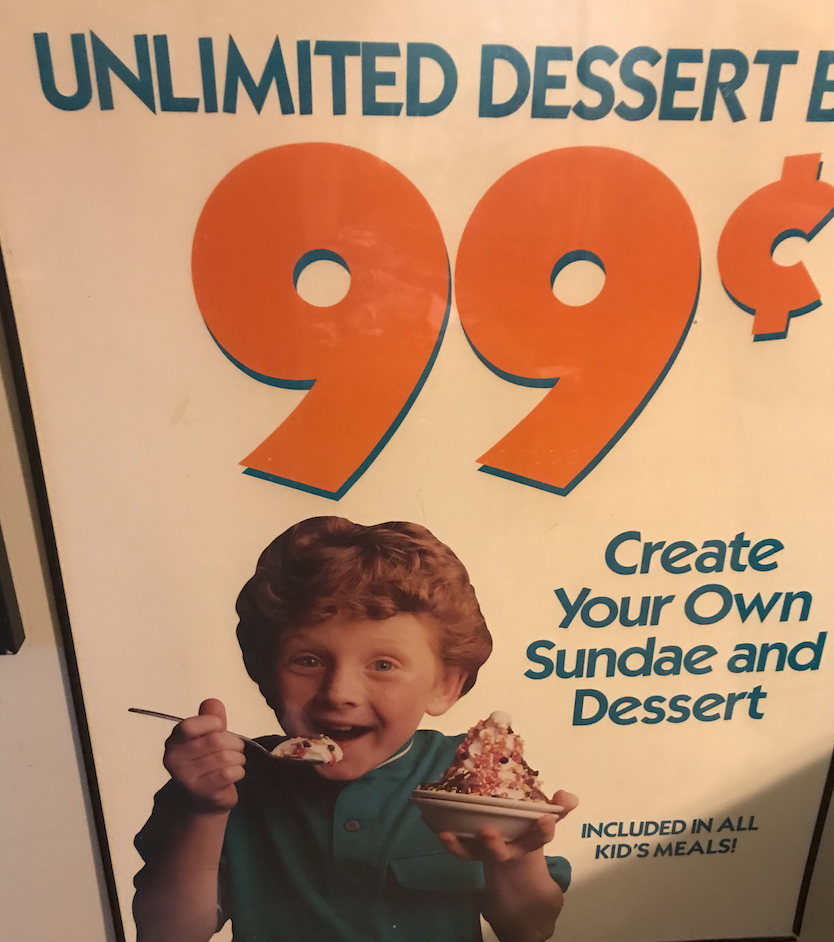 UNLIMITED DESSERT
99¢
Create
Your Own
Sundae and
Dessert
INCLUDED IN ALL
KID'S MEALS!